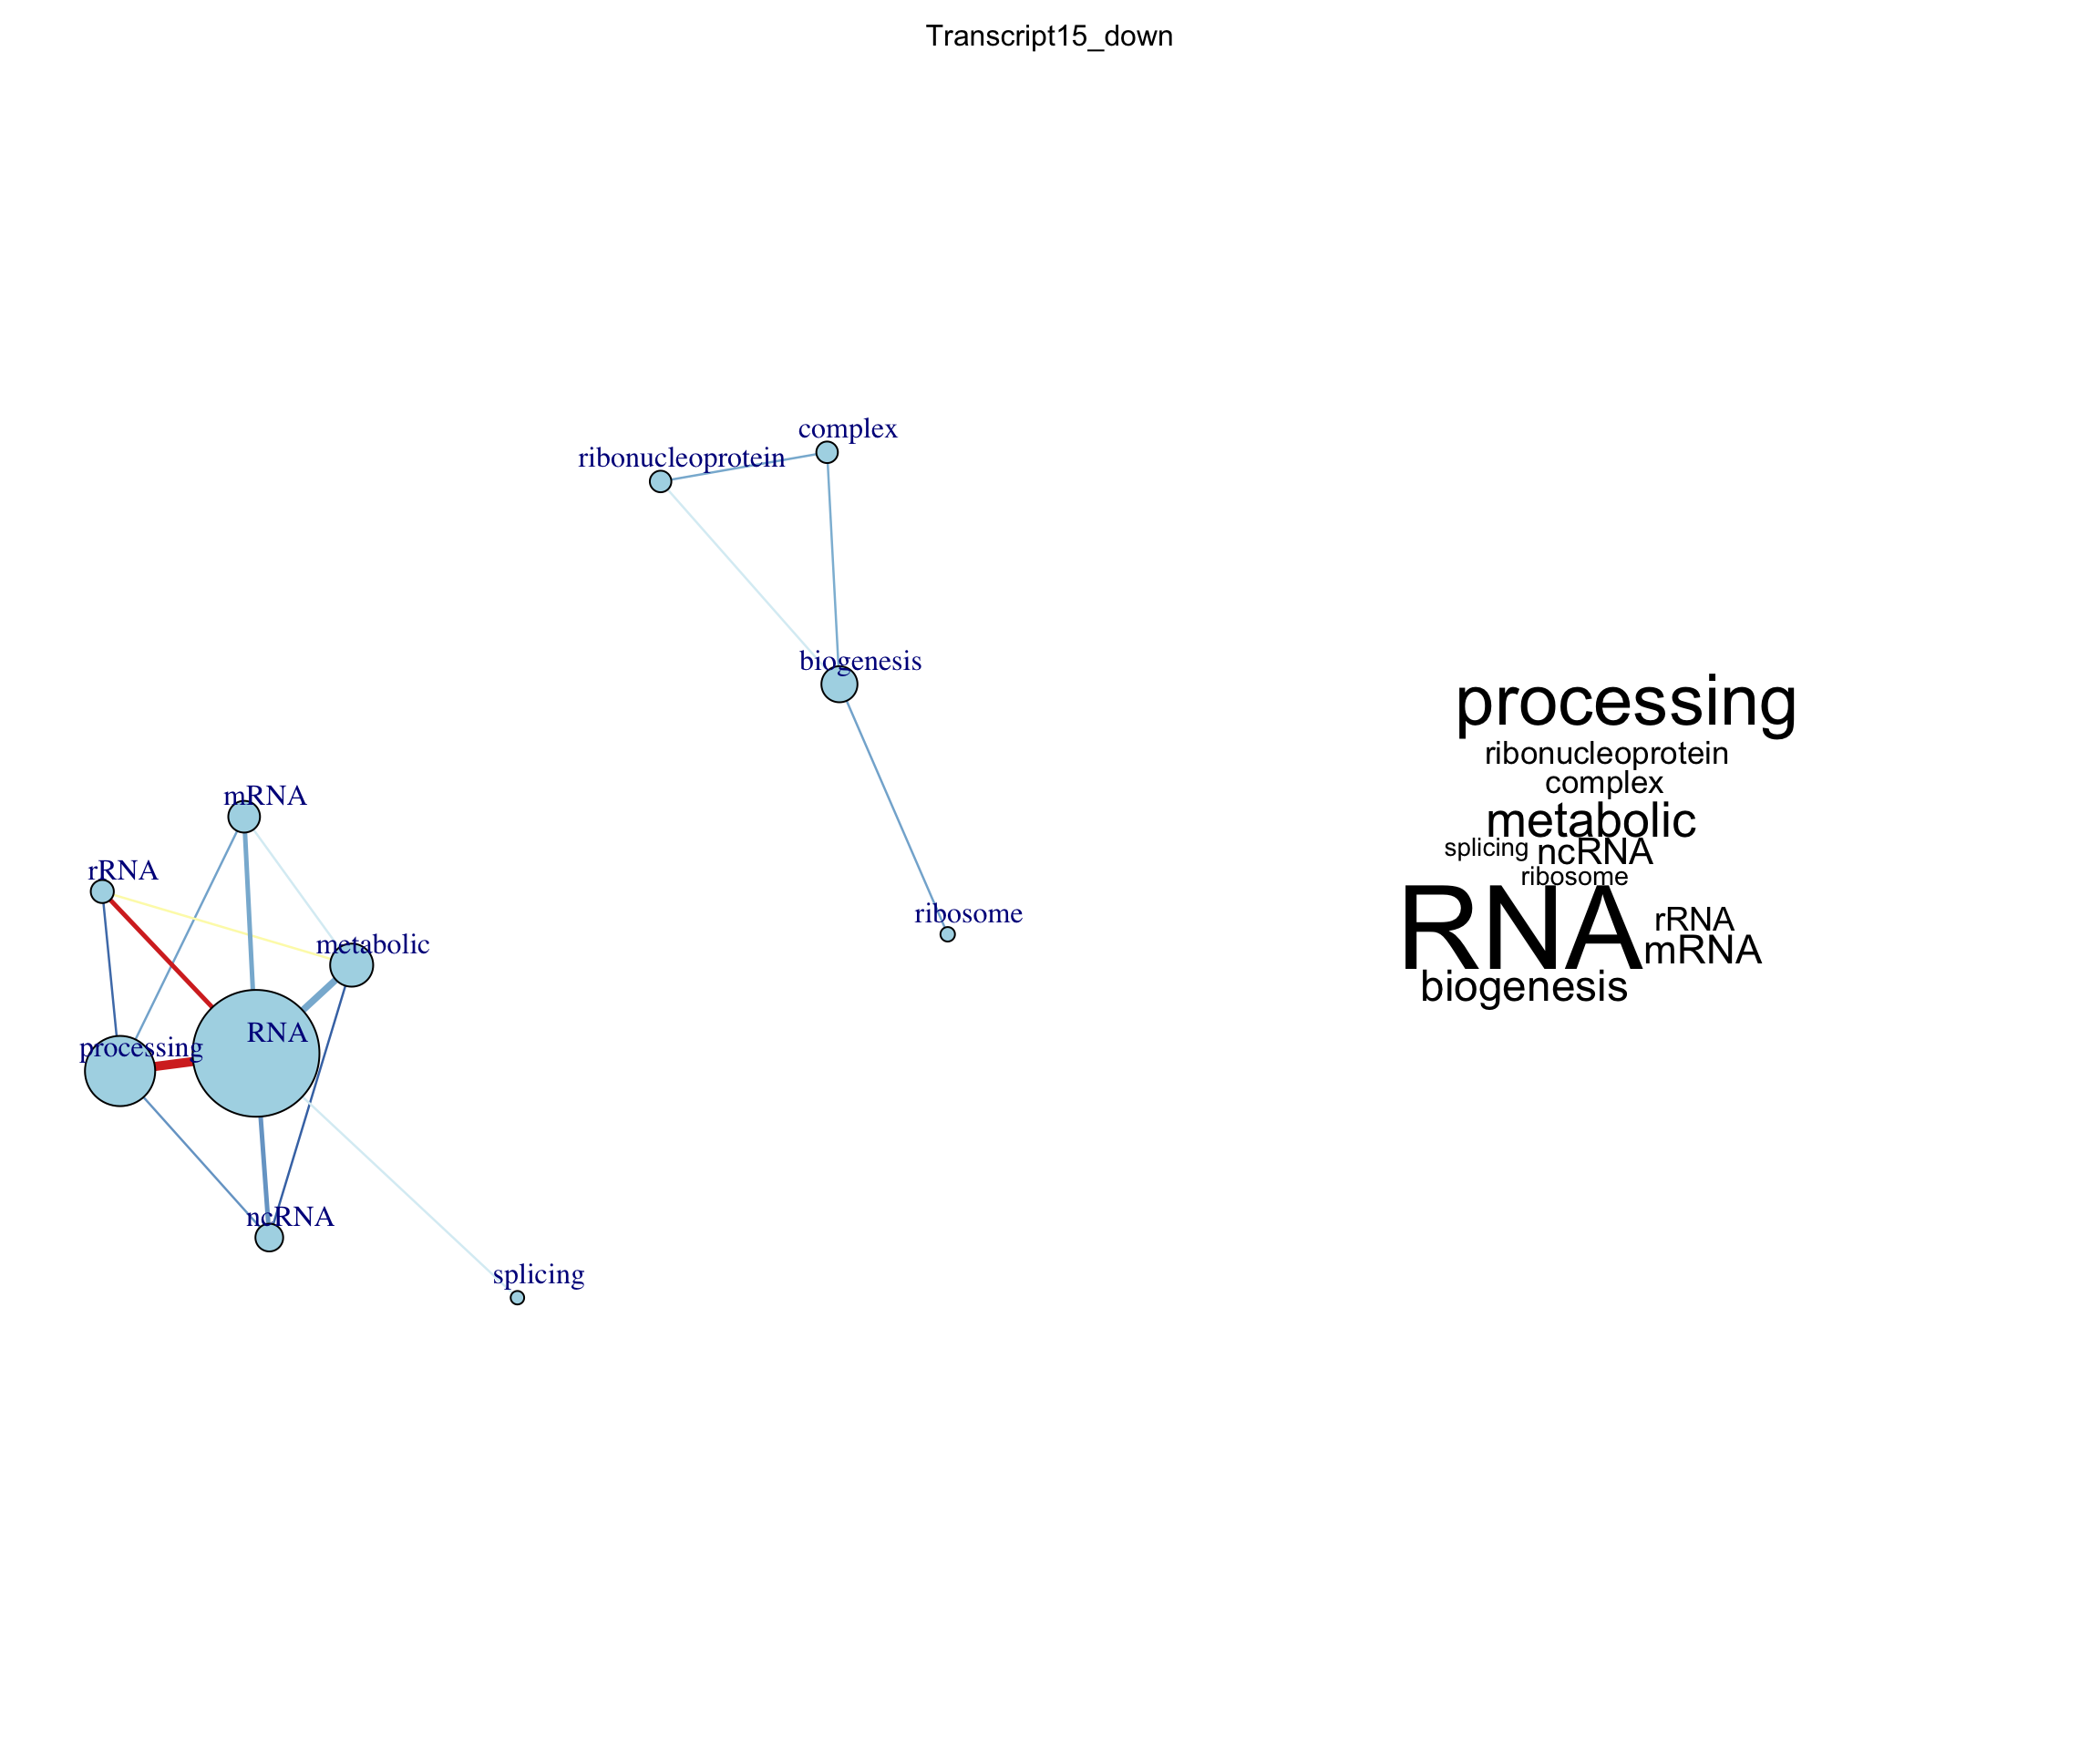 Transcript15_down
complex
ribonucleoprotein
biogenesis
mRNA
rRNA
ribosome
metabolic
RNA
processing
ncRNA
splicing
processing
ribonucleoprotein
complex
metabolic
splicing ncRNA
ribosome
RNA
rRNA
mRNA
biogenesis